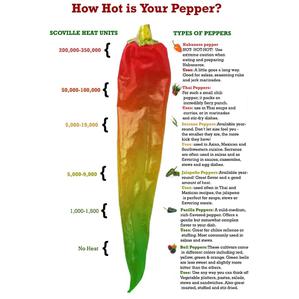 How Hot is Your Pepper?
SCOVILLE HEAT UNITS
TYPES OF PEPPERS
200,000-350,000
Habanero pepper
HOT HOT HOT! Use
extreme caution when
eating and preparing
Habaneros.
Uses: A little goes a long way.
Good for salsas, seasoning rubs
and jerk marinades.
50,000-100,000
Thai Peppers:
For such a small chili
pepper, it packs an
incredibly fiery punch.
Uses: use in Thai soups and
curries, or in marinades
and stir-fry dishes.
Serrano Peppers: Available year-
round. Don't let size fool you
- the smaller they are, the more
kick they have!
Uses: used in Asian, Mexican and
Southwestern cuisine. Serranos
are often used in salsas and as
flavoring in sauces, casseroles,
stews and egg dishes.
5,000-9,000
Jalapeño Peppers: Available year-
round! Great flavor and a good
amount of heat.
Uses: used often in Thai and
Mexican recipes, the jalapeno
is perfect for soups, stews or
flavoring meats.
1,000-1,500
Pasilla Peppers: A mild-medium,
rich flavored pepper. Offers a
gentle but somewhat complex
flavor to your dish.
Uses: Great for chiles rellenos or
stuffing. Most commonly used in
salsas and stews.
No Heat
Bell Peppers: These cultivars come
in different colors including red,
yellow, green & orange. Green bells
are less sweet and slightly more
bitter than the others.
Uses: Use any way you can think of!
Vegetable platters, pastas, salads,
stews and sandwiches. Also great
roasted, stuffed and stir fried.